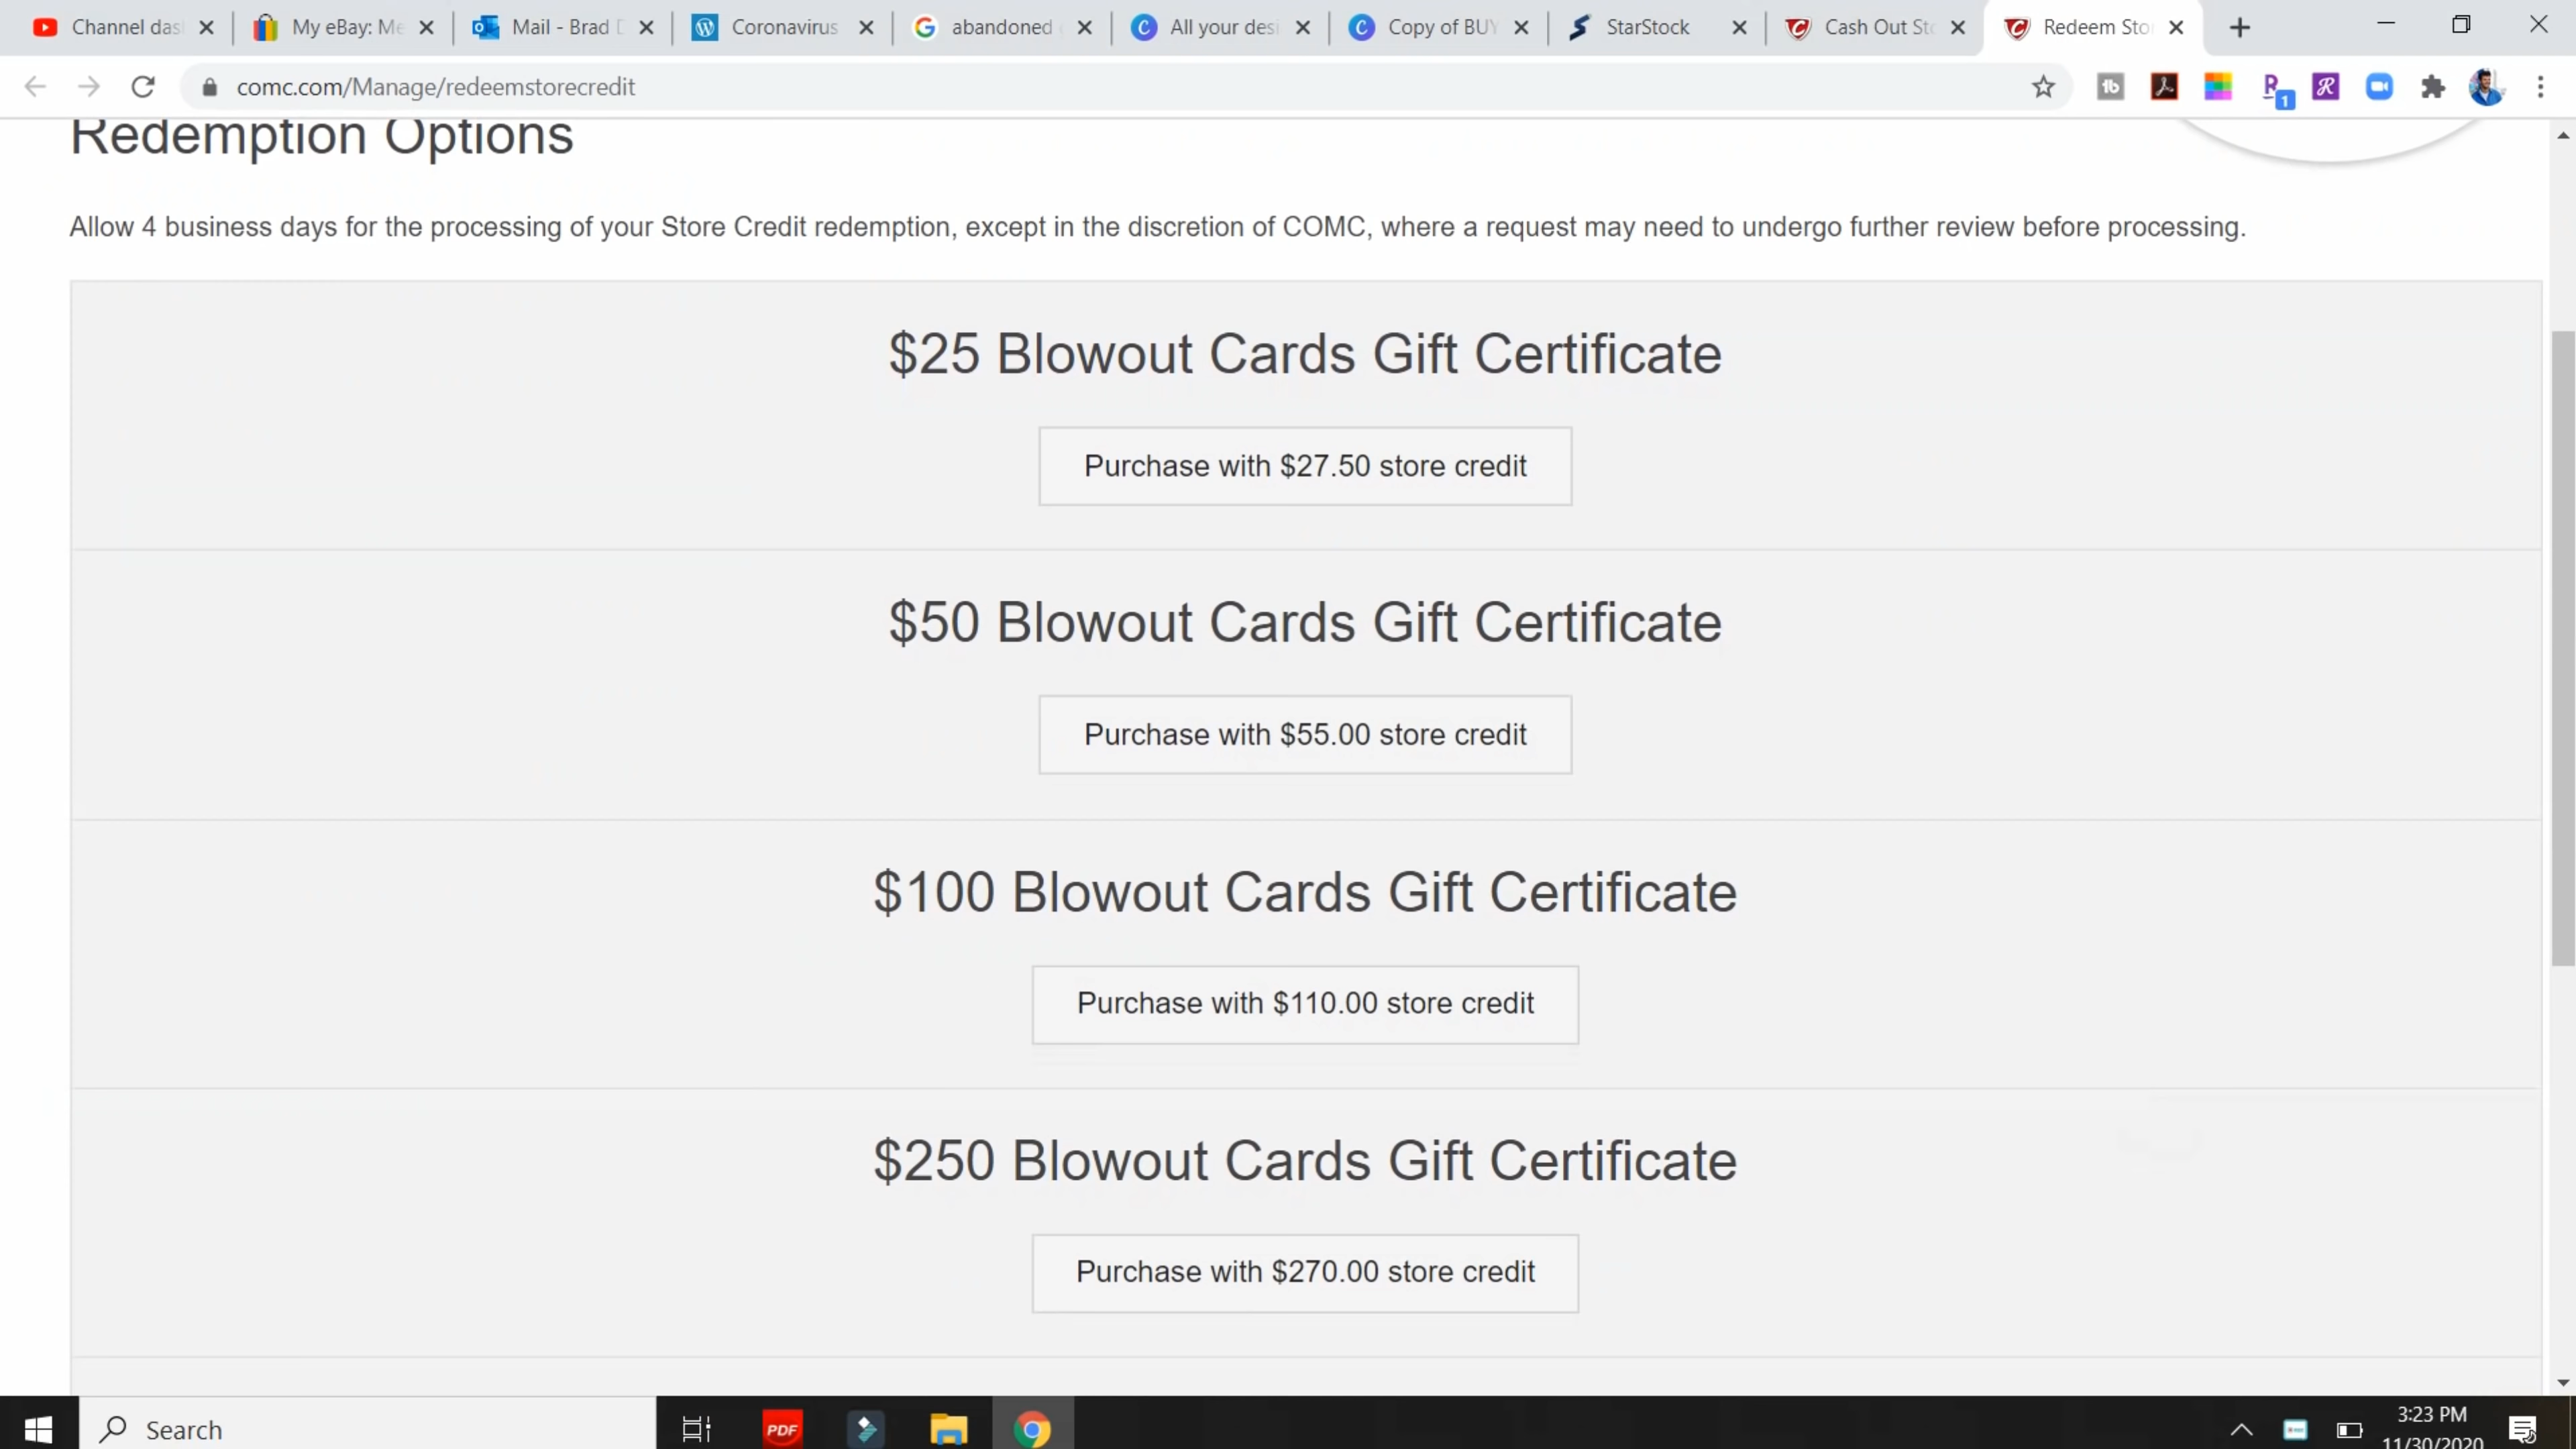 Channel das
My eBay: Me
Mail - Brad D
Coronavirus
abandoned
All your desi
Copy of BUY
StarStock
Cash Out Sto
Redeem Sto
comc.com/Manage/redeemstorecredit
Redemption Options
Allow 4 business days for the processing of your Store Credit redemption, except in the discretion of COMC, where a request may need to undergo further review before processing.
$25 Blowout Cards Gift Certificate
Purchase with $27.50 store credit
$50 Blowout Cards Gift Certificate
Purchase with $55.00 store credit
$100 Blowout Cards Gift Certificate
Purchase with $110.00 store credit
$250 Blowout Cards Gift Certificate
Purchase with $270.00 store credit
Search
PDF
3:23 PM
11/30/2020